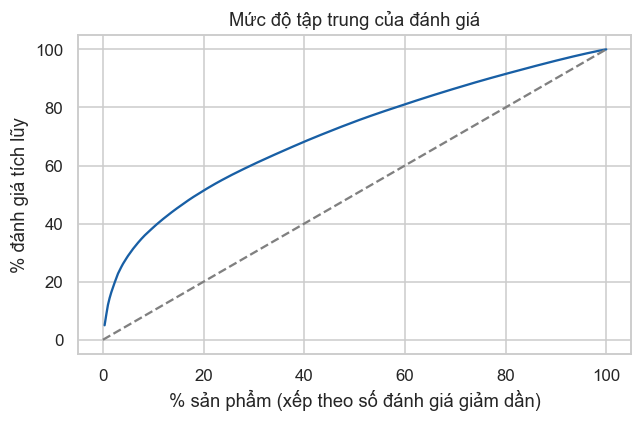 Mức độ tập trung của đánh giá
100
80
60
40
20
0
% đánh giá tích lũy
0 20 40 60 80 100
% sản phẩm (xếp theo số đánh giá giảm dần)